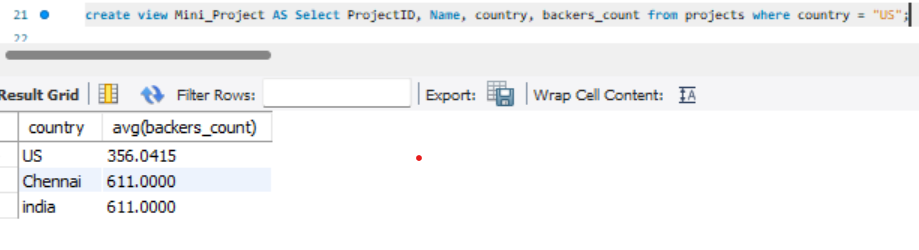 21 create view Mini_Project AS Select ProjectID, Name, country, backers_count from projects where country = "US";
22
Result Grid Filter Rows: Export: Wrap Cell Content: IA
country avg(backers_count)
US 356.0415
Chennai 611.0000
india 611.0000